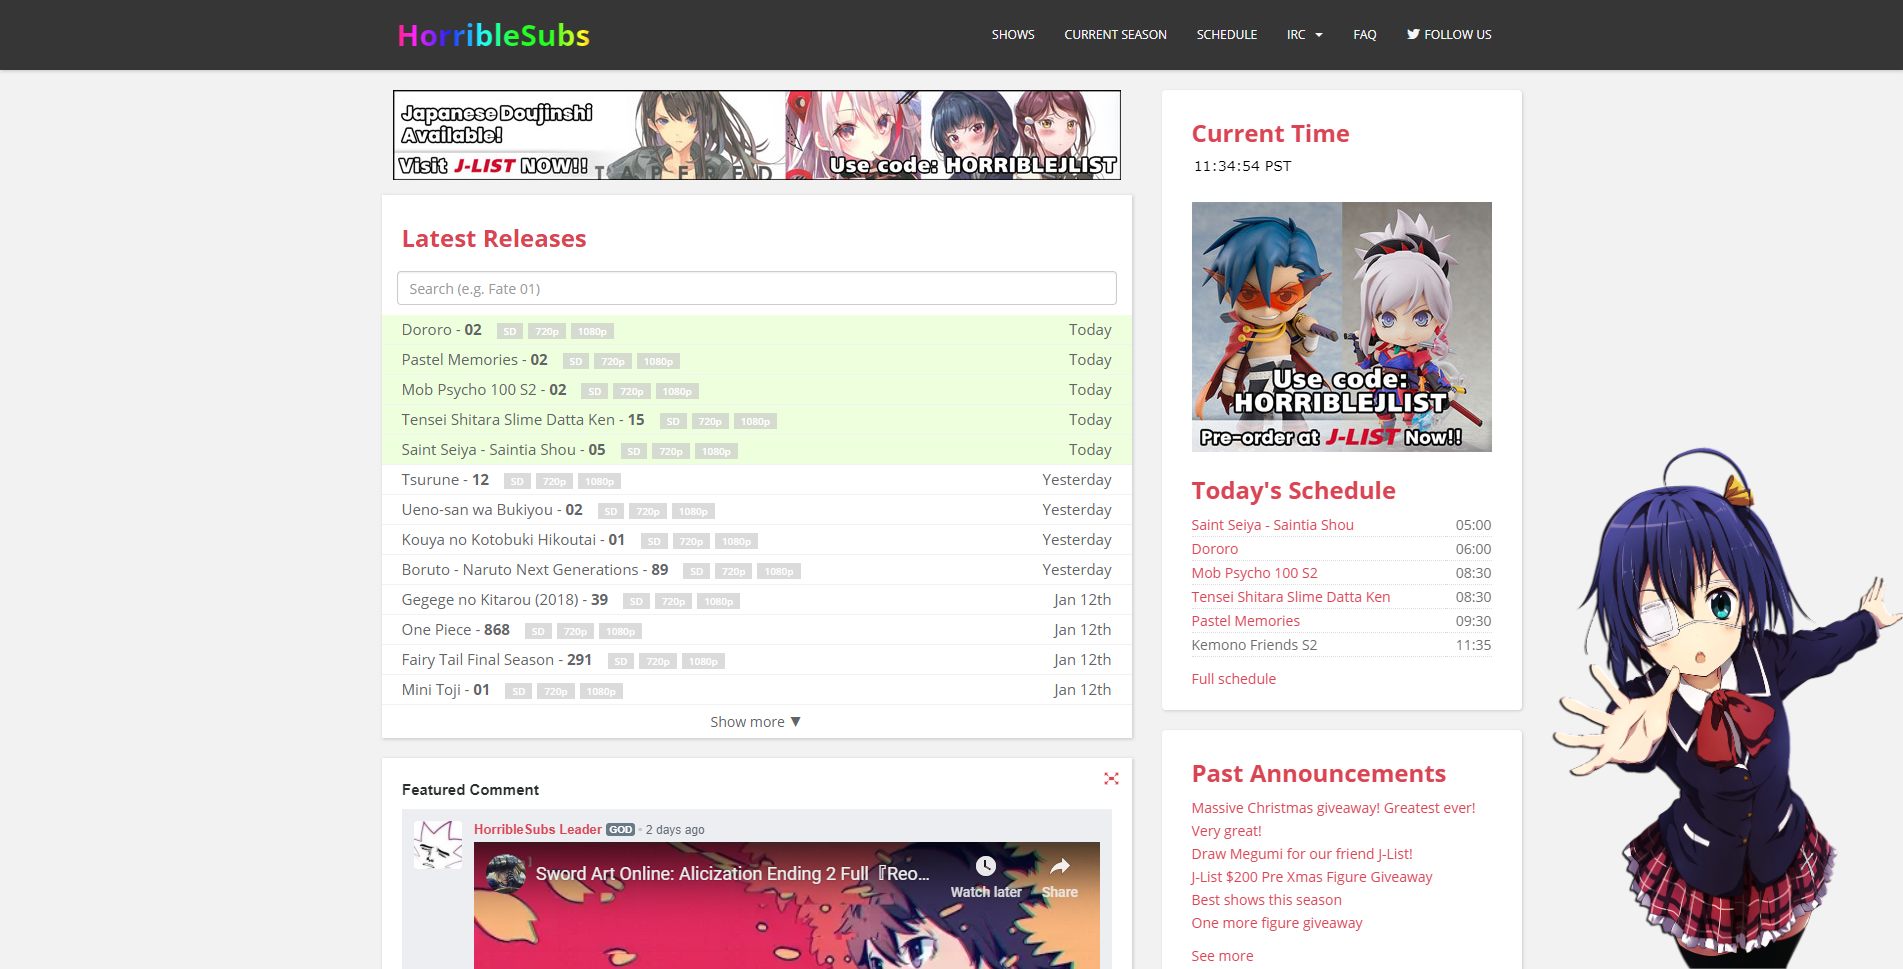 HorribleSubs
SHOWS
CURRENT SEASON
SCHEDULE
IRC
FAQ
FOLLOW US
Japanese Doujinshi
Available!
Visit J-LIST NOW!!
TAPERED
Use code: HORRIBLEJLIST
Latest Releases
Search (e.g. Fate 01)
Dororo - 02 SD 720p 1080p Today
Pastel Memories - 02 SD 720p 1080p Today
Mob Psycho 100 S2 - 02 SD 720p 1080p Today
Tensei Shitara Slime Datta Ken - 15 SD 720p 1080p Today
Saint Seiya - Saintia Shou - 05 SD 720p 1080p Today
Tsurune - 12 SD 720p 1080p Yesterday
Ueno-san wa Bukiyou - 02 SD 720p 1080p Yesterday
Kouya no Kotobuki Hikoutai - 01 SD 720p 1080p Yesterday
Boruto - Naruto Next Generations - 89 SD 720p 1080p Yesterday
Gegege no Kitarou (2018) - 39 SD 720p 1080p Jan 12th
One Piece - 868 SD 720p 1080p Jan 12th
Fairy Tail Final Season - 291 SD 720p 1080p Jan 12th
Mini Toji - 01 SD 720p 1080p Jan 12th
Show more ▼
Featured Comment
HorribleSubs Leader GOD • 2 days ago
Sword Art Online: Alicization Ending 2 Full『Reo...
Watch later
Share
Current Time
11:34:54 PST
Use code:
HORRIBLEJLIST
Pre-order at J-LIST Now!!
Today's Schedule
Saint Seiya - Saintia Shou 05:00
Dororo 06:00
Mob Psycho 100 S2 08:30
Tensei Shitara Slime Datta Ken 08:30
Pastel Memories 09:30
Kemono Friends S2 11:35
Full schedule
Past Announcements
Massive Christmas giveaway! Greatest ever!
Very great!
Draw Megumi for our friend J-List!
J-List $200 Pre Xmas Figure Giveaway
Best shows this season
One more figure giveaway
See more